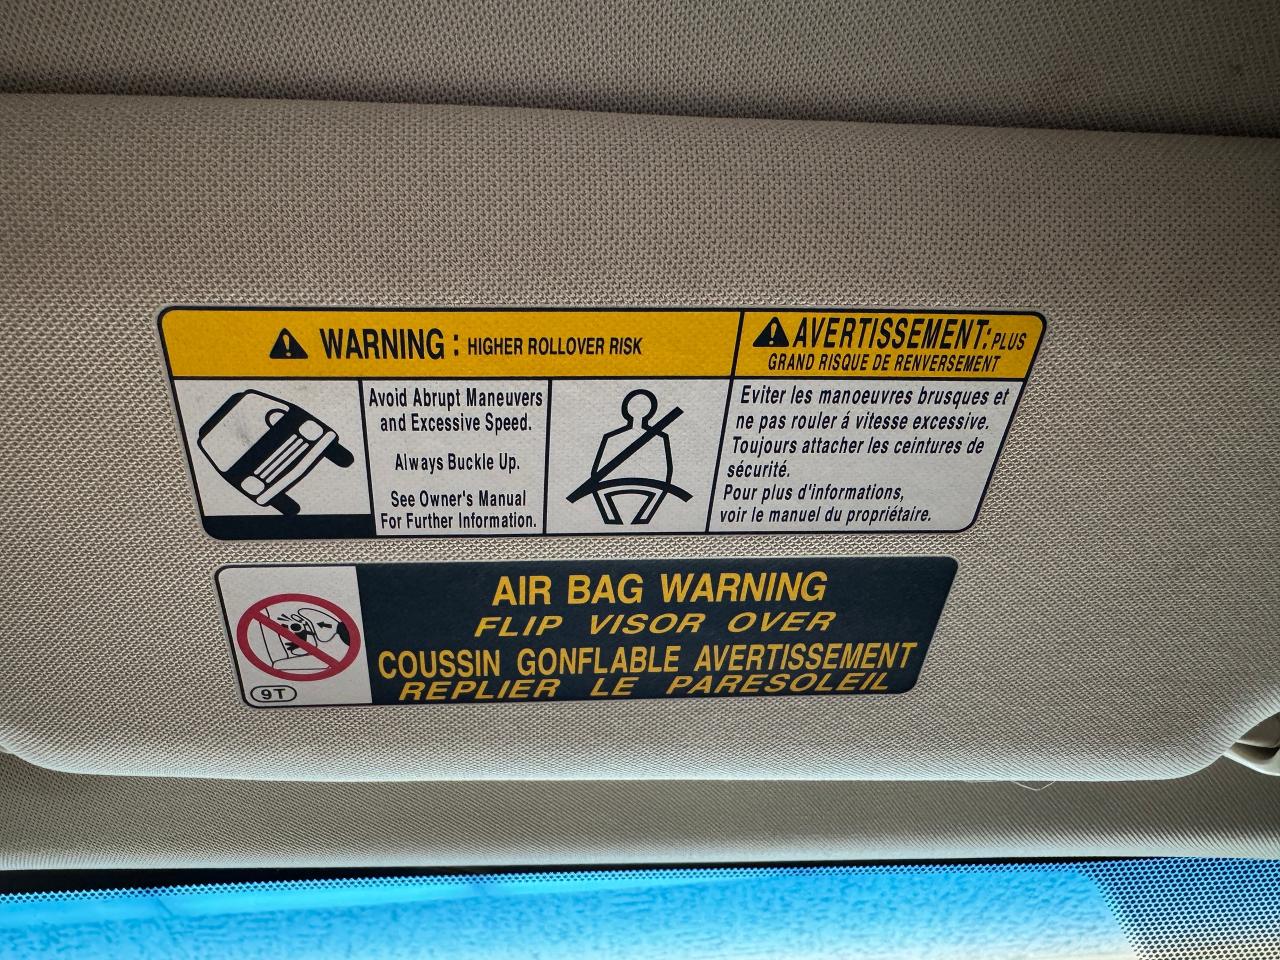 WARNING : HIGHER ROLLOVER RISK
Avoid Abrupt Maneuvers
and Excessive Speed.
Always Buckle Up.
See Owner's Manual
For Further Information.
AVERTISSEMENT: PLUS
GRAND RISQUE DE RENVERSEMENT
Eviter les manoeuvres brusques et
ne pas rouler á vitesse excessive.
Toujours attacher les ceintures de
sécurité.
Pour plus d'informations,
voir le manuel du propriétaire.
AIR BAG WARNING
FLIP VISOR OVER
COUSSIN GONFLABLE AVERTISSEMENT
REPLIER LE PARESOLEIL
9T